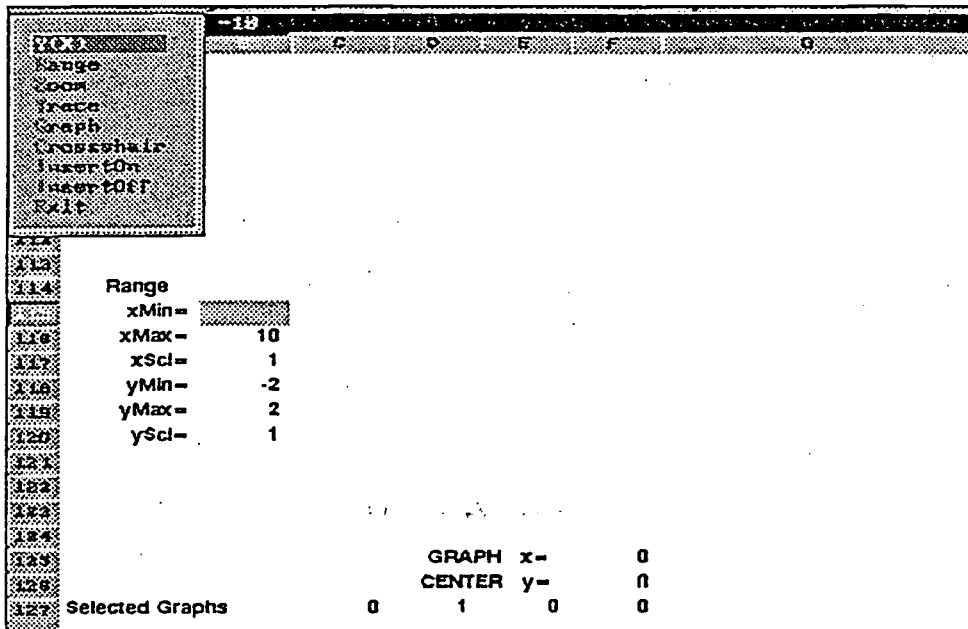 -10
Y(X)
C D E F G
Range
Zoom
Trace
Graph
Crosshair
InsertOn
InsertOff
Exit
112
113
114 Range
xMin=
116 xMax= 10
117 xScl= 1
118 yMin= -2
119 yMax= 2
120 yScl= 1
121
122
123
124
125 GRAPH x= 0
126 CENTER y= 0
127 Selected Graphs 0 1 0 0